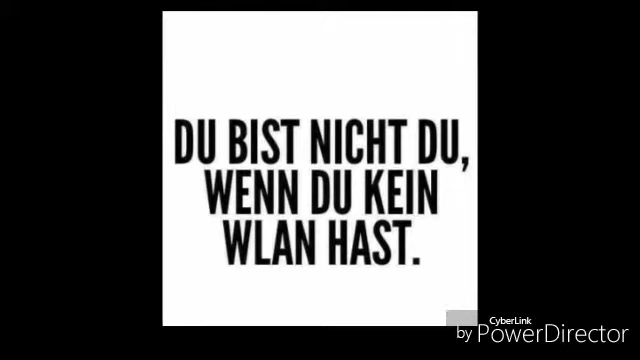 DU BIST NICHT DU,
WENN DU KEIN
WLAN HAST.
CyberLink
by PowerDirector